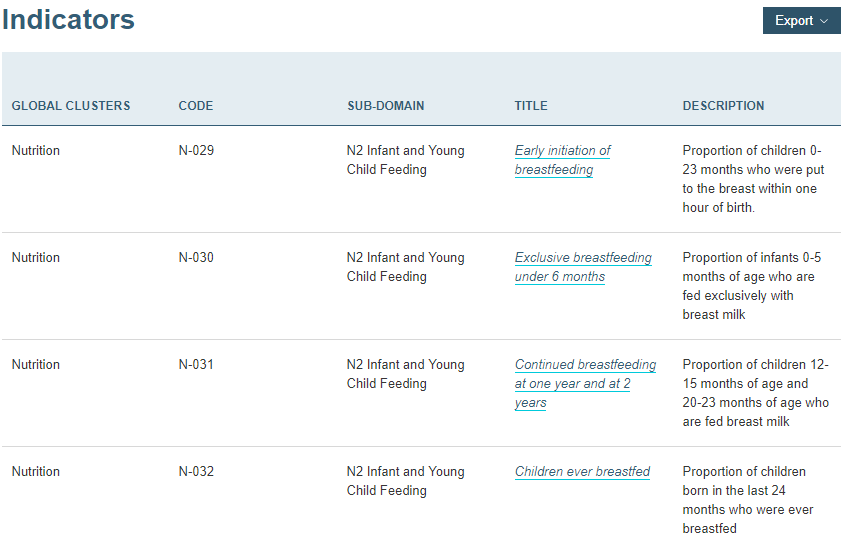 Indicators
Export
GLOBAL CLUSTERS CODE SUB-DOMAIN TITLE DESCRIPTION
Nutrition N-029 N2 Infant and Young Early initiation of Proportion of children 0-
Child Feeding breastfeeding 23 months who were put
to the breast within one
hour of birth.
Nutrition N-030 N2 Infant and Young Exclusive breastfeeding Proportion of infants 0-5
Child Feeding under 6 months months of age who are
fed exclusively with
breast milk
Nutrition N-031 N2 Infant and Young Continued breastfeeding Proportion of children 12-
Child Feeding at one year and at 2 15 months of age and
years 20-23 months of age who
are fed breast milk
Nutrition N-032 N2 Infant and Young Children ever breastfed Proportion of children
Child Feeding born in the last 24
months who were ever
breastfed